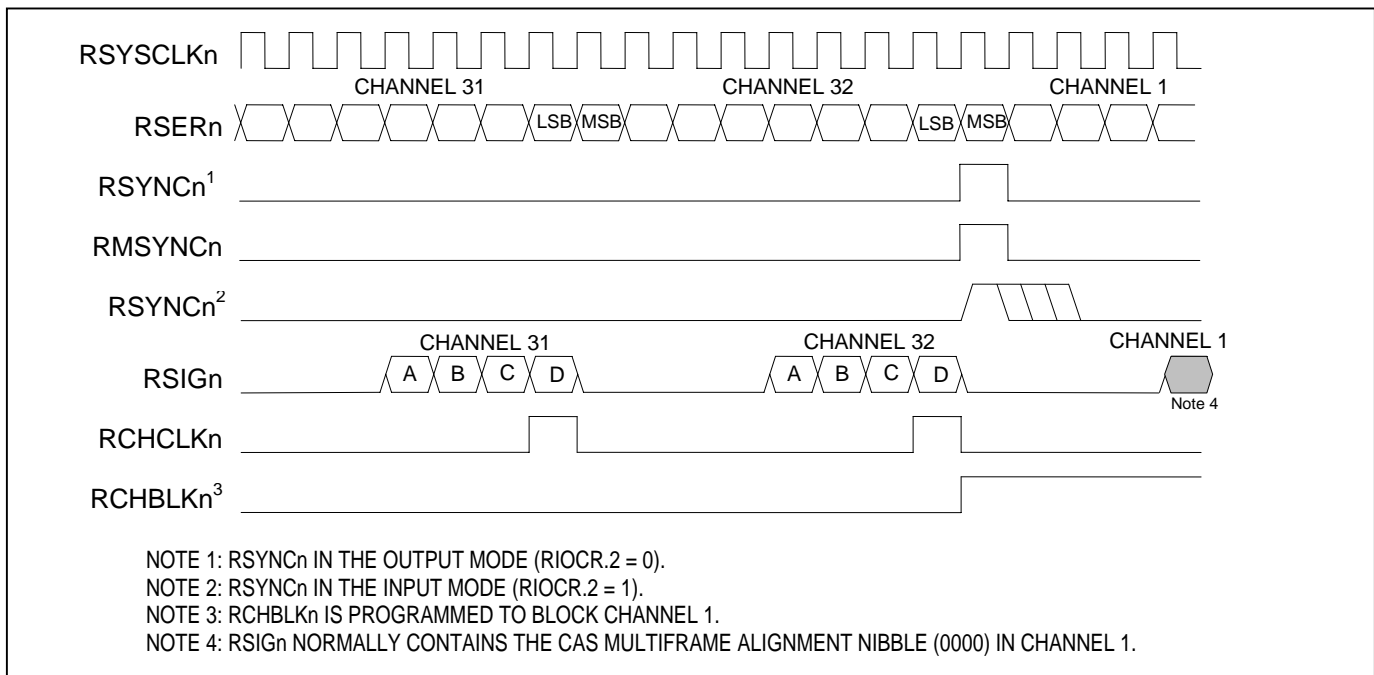 RSYSCLKn
CHANNEL 31 CHANNEL 32 CHANNEL 1
RSERn LSB MSB LSB MSB
RSYNCn1
RMSYNCn
RSYNCn2
CHANNEL 31 CHANNEL 32 CHANNEL 1
RSIGn A B C D A B C D
Note 4
RCHCLKn
RCHBLKn3
NOTE 1: RSYNCn IN THE OUTPUT MODE (RIOCR.2 = 0).
NOTE 2: RSYNCn IN THE INPUT MODE (RIOCR.2 = 1).
NOTE 3: RCHBLKn IS PROGRAMMED TO BLOCK CHANNEL 1.
NOTE 4: RSIGn NORMALLY CONTAINS THE CAS MULTIFRAME ALIGNMENT NIBBLE (0000) IN CHANNEL 1.